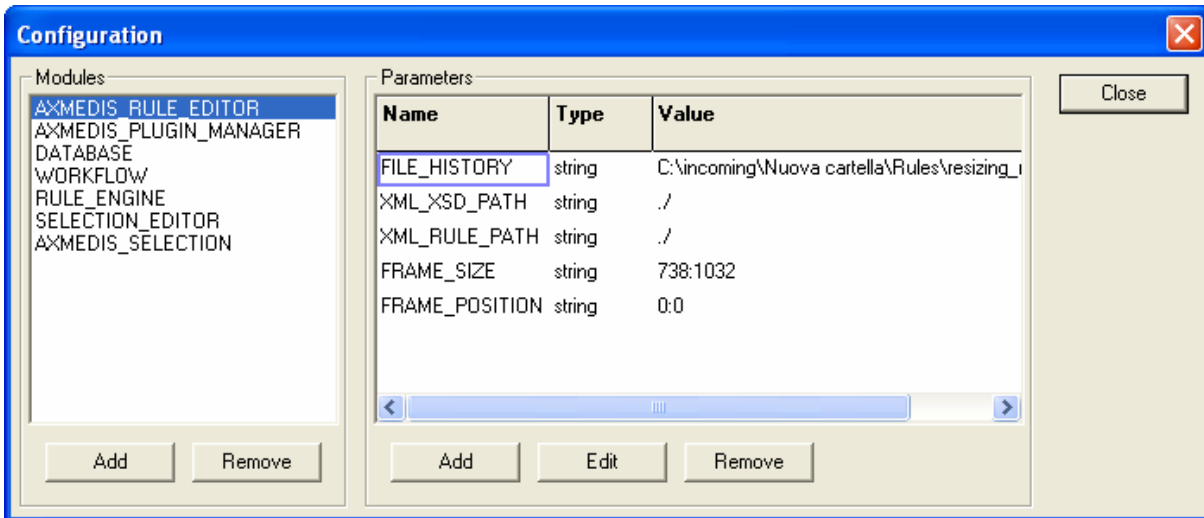 Configuration
Modules
AXMEDIS_RULE_EDITOR
AXMEDIS_PLUGIN_MANAGER
DATABASE
WORKFLOW
RULE_ENGINE
SELECTION_EDITOR
AXMEDIS_SELECTION
Add Remove
Parameters
Name Type Value
FILE_HISTORY string C:\incoming\Nuova cartella\Rules\resizing_
XML_XSD_PATH string ./
XML_RULE_PATH string ./
FRAME_SIZE string 738:1032
FRAME_POSITION string 0:0
Add Edit Remove
Close